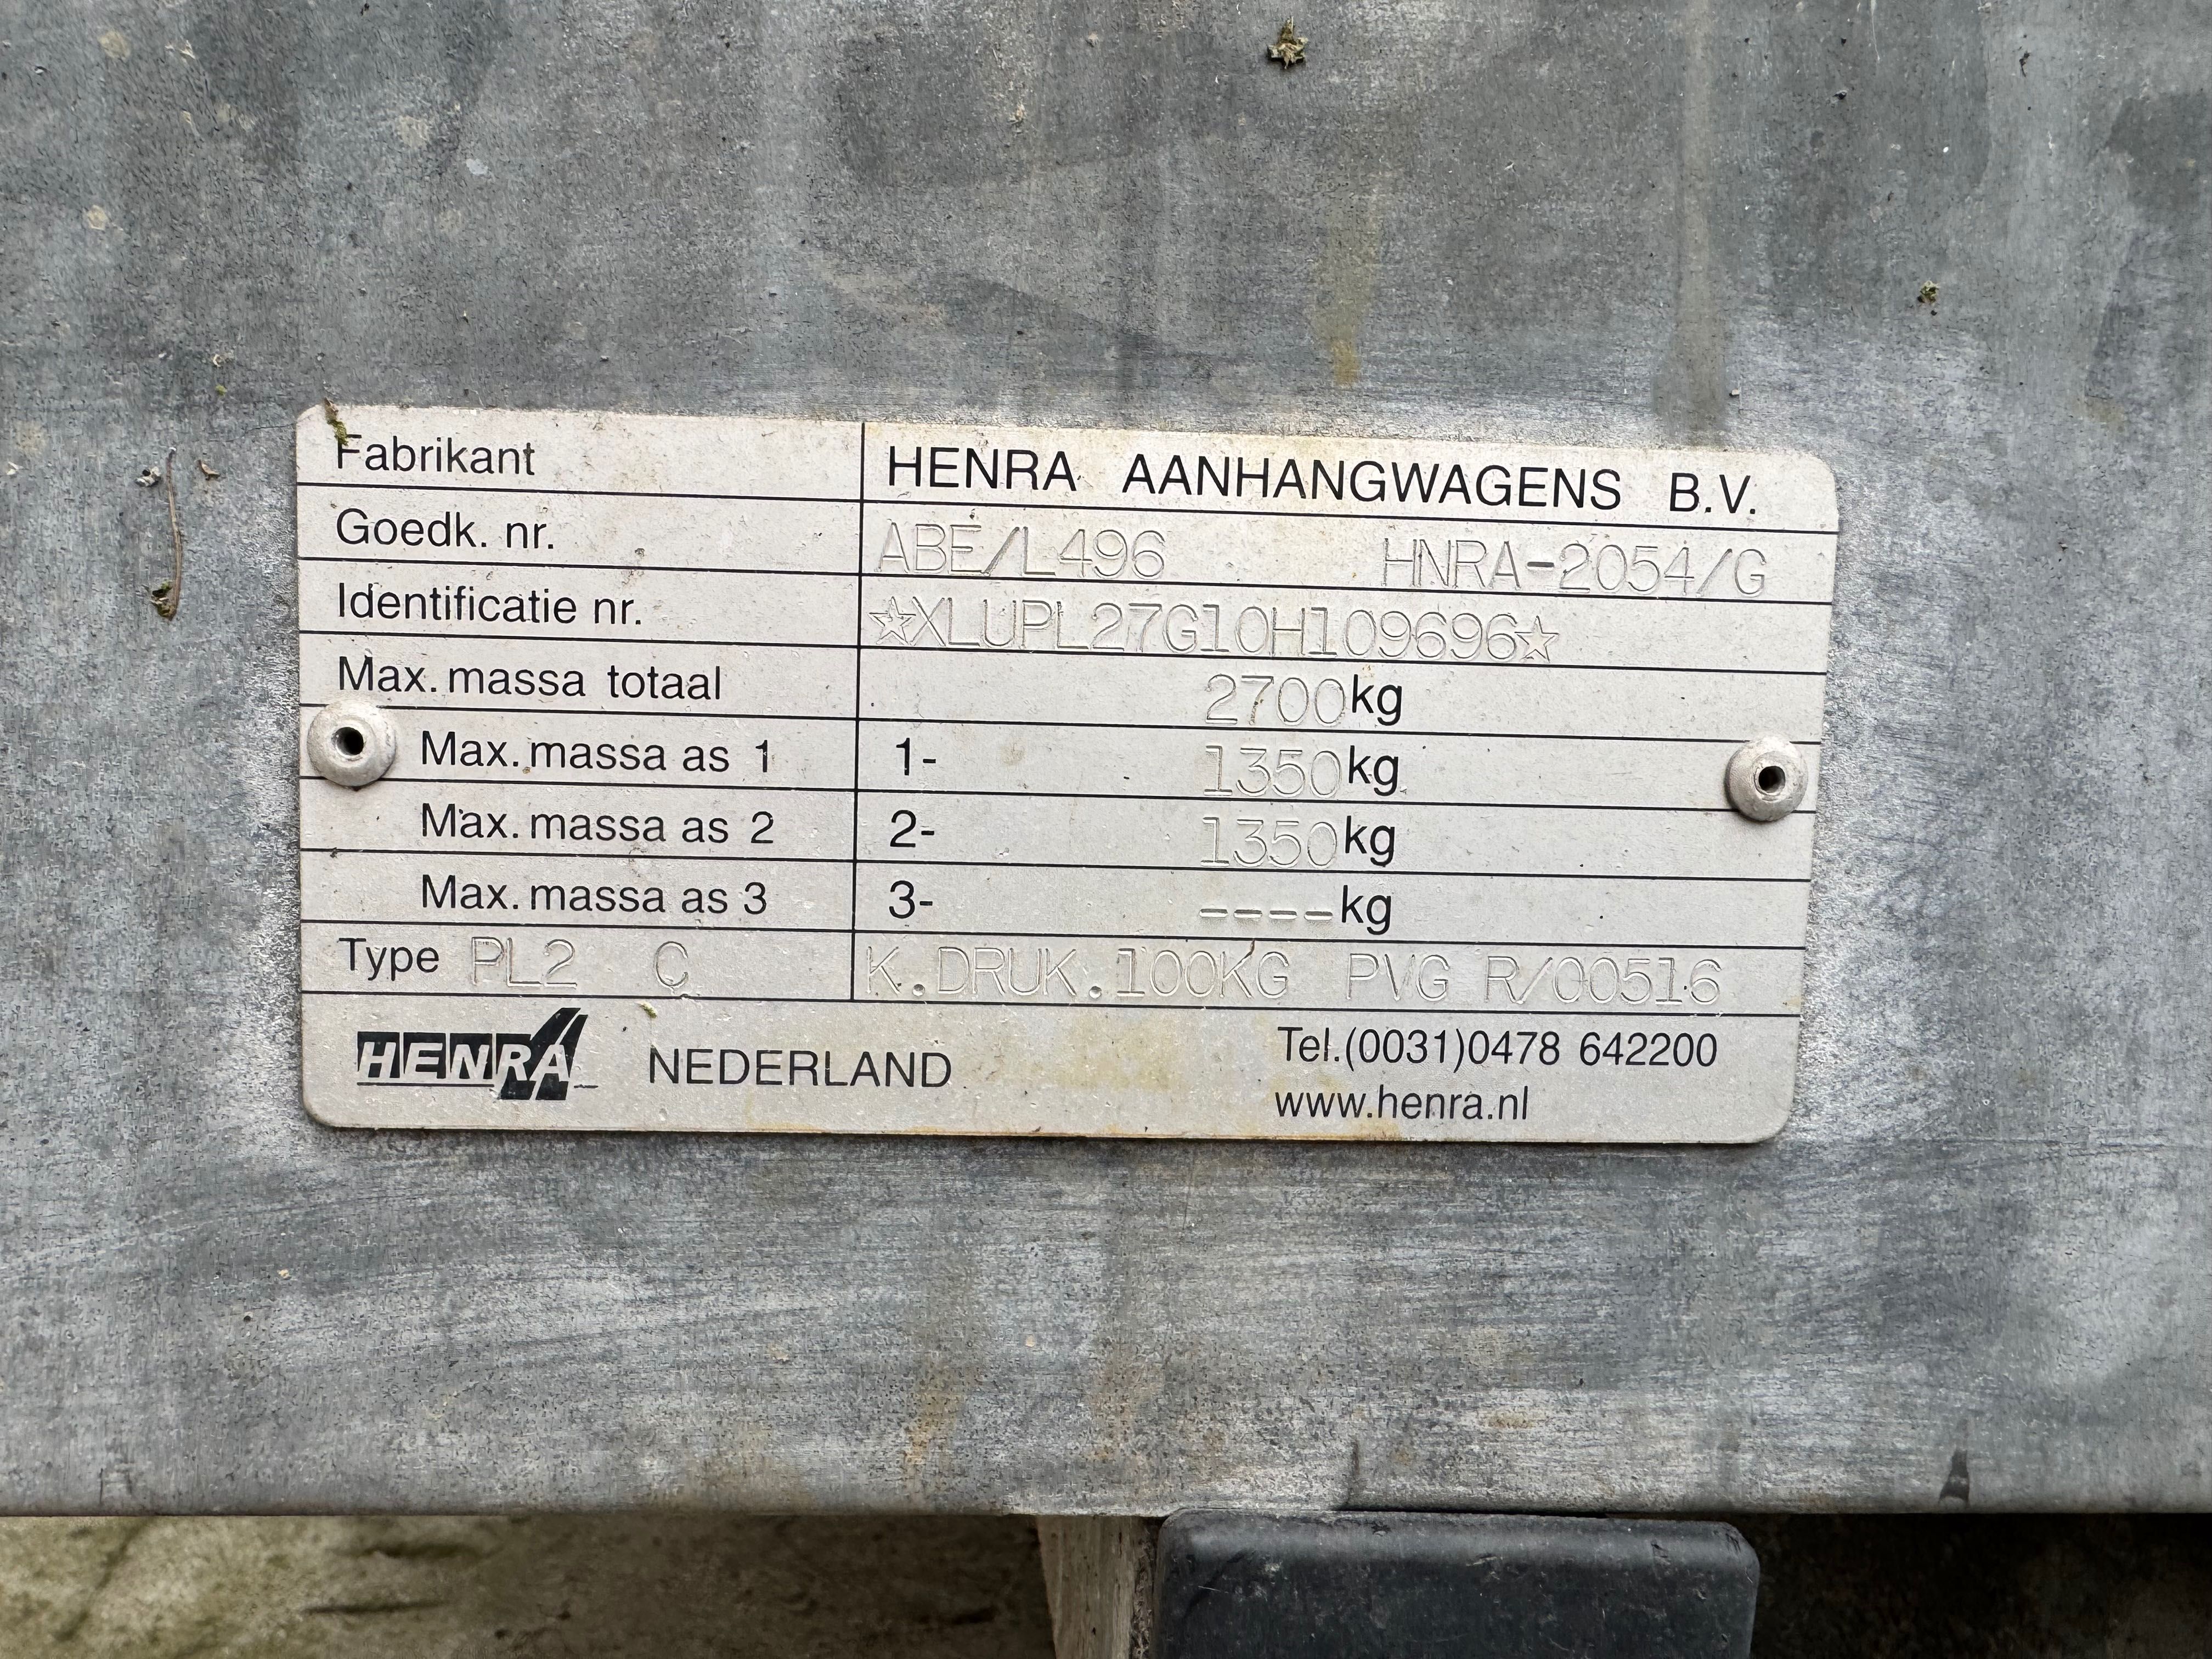 Fabrikant HENRA AANHANGWAGENS B.V.
Goedk. nr. ABE/L496 HNRA-2054/G
Identificatie nr. ☆XLUPL27G10H109696☆
Max. massa totaal 2700kg
Max. massa as 1 1- 1350kg
Max. massa as 2 2- 1350kg
Max. massa as 3 3- ----kg
Type PL2 C K.DRUK.100KG PVG R/00516
HENRA NEDERLAND Tel.(0031)0478 642200
www.henra.nl